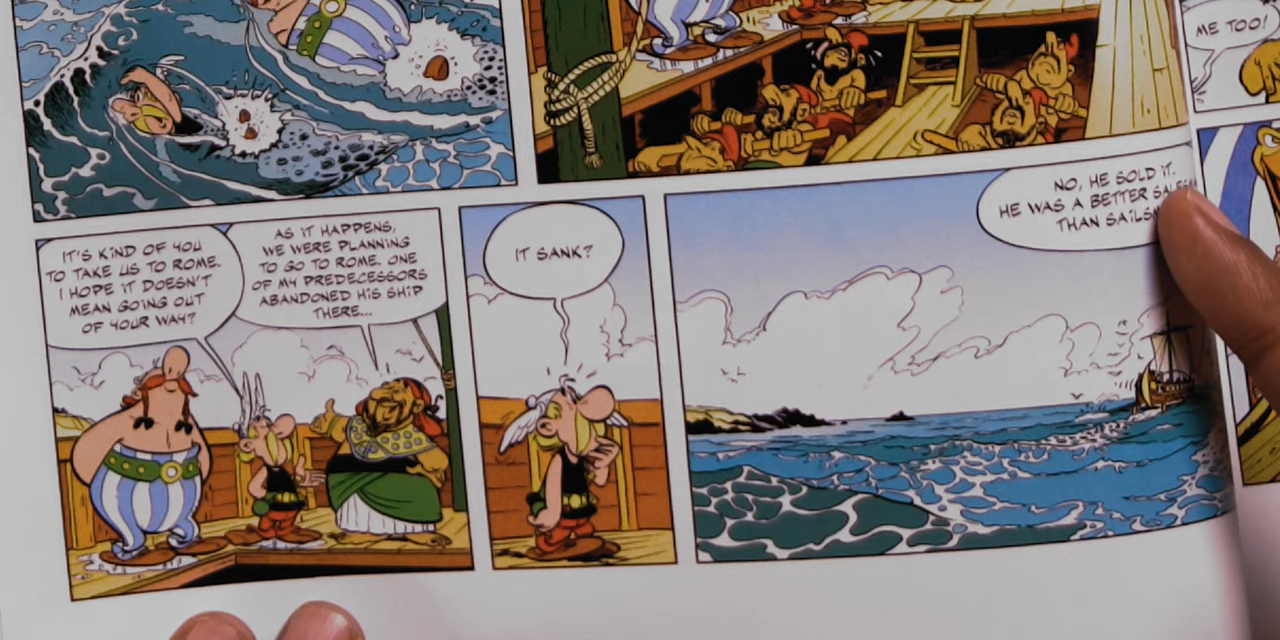 ME TOO!
IT'S KIND OF YOU
TO TAKE US TO ROME.
I HOPE IT DOESN'T
MEAN GOING OUT
OF YOUR WAY?
AS IT HAPPENS,
WE WERE PLANNING
TO GO TO ROME. ONE
OF MY PREDECESSORS
ABANDONED HIS SHIP
THERE...
IT SANK?
NO, HE SOLD IT.
HE WAS A BETTER
THAN